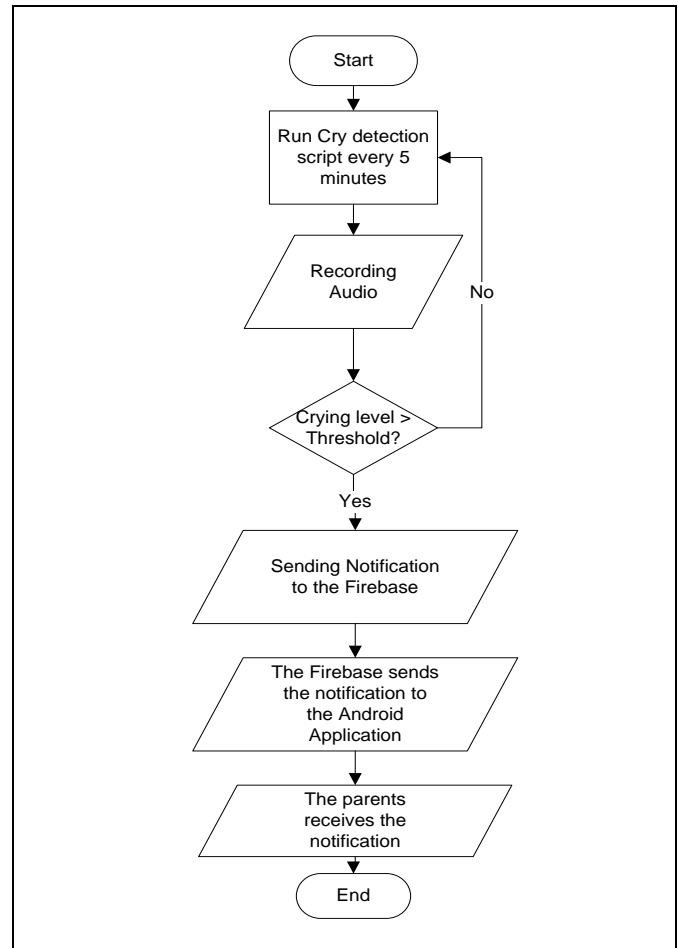 Start
Run Cry detection
script every 5
minutes
Recording
Audio
No
Crying level >
Threshold?
Yes
Sending Notification
to the Firebase
The Firebase sends
the notification to
the Android
Application
The parents
receives the
notification
End